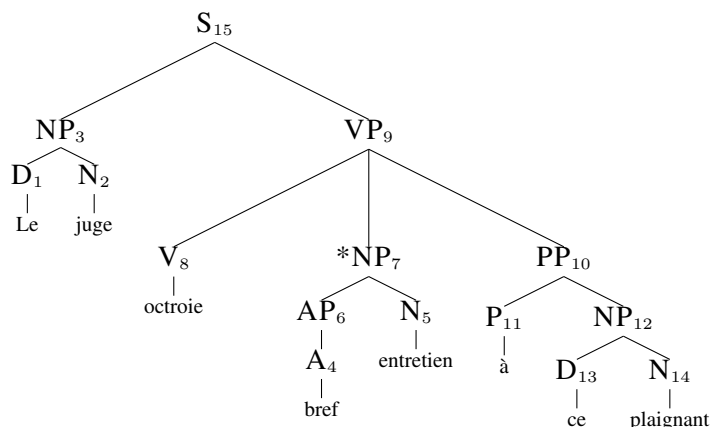 S15
NP3 VP9
D1 N2
Le juge
V8 *NP7 PP10
octroie AP6 N5 P11 NP12
A4 entretien à D13 N14
bref ce plaignant